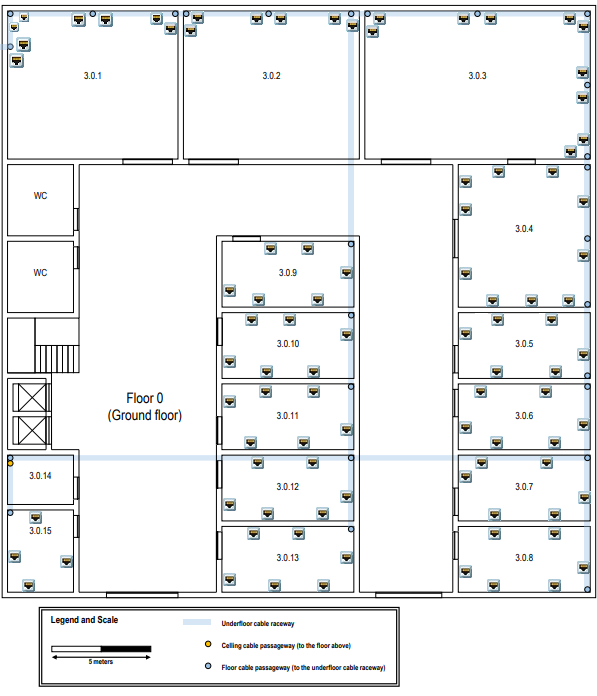 3.0.1
3.0.2
3.0.3
WC
3.0.4
WC
3.0.9
3.0.10
3.0.5
Floor 0
(Ground floor)
3.0.11
3.0.6
3.0.14
3.0.12
3.0.7
3.0.15
3.0.13
3.0.8
Legend and Scale
Underfloor cable raceway
Celling cable passageway (to the floor above)
5 meters
Floor cable passageway (to the underfloor cable raceway)